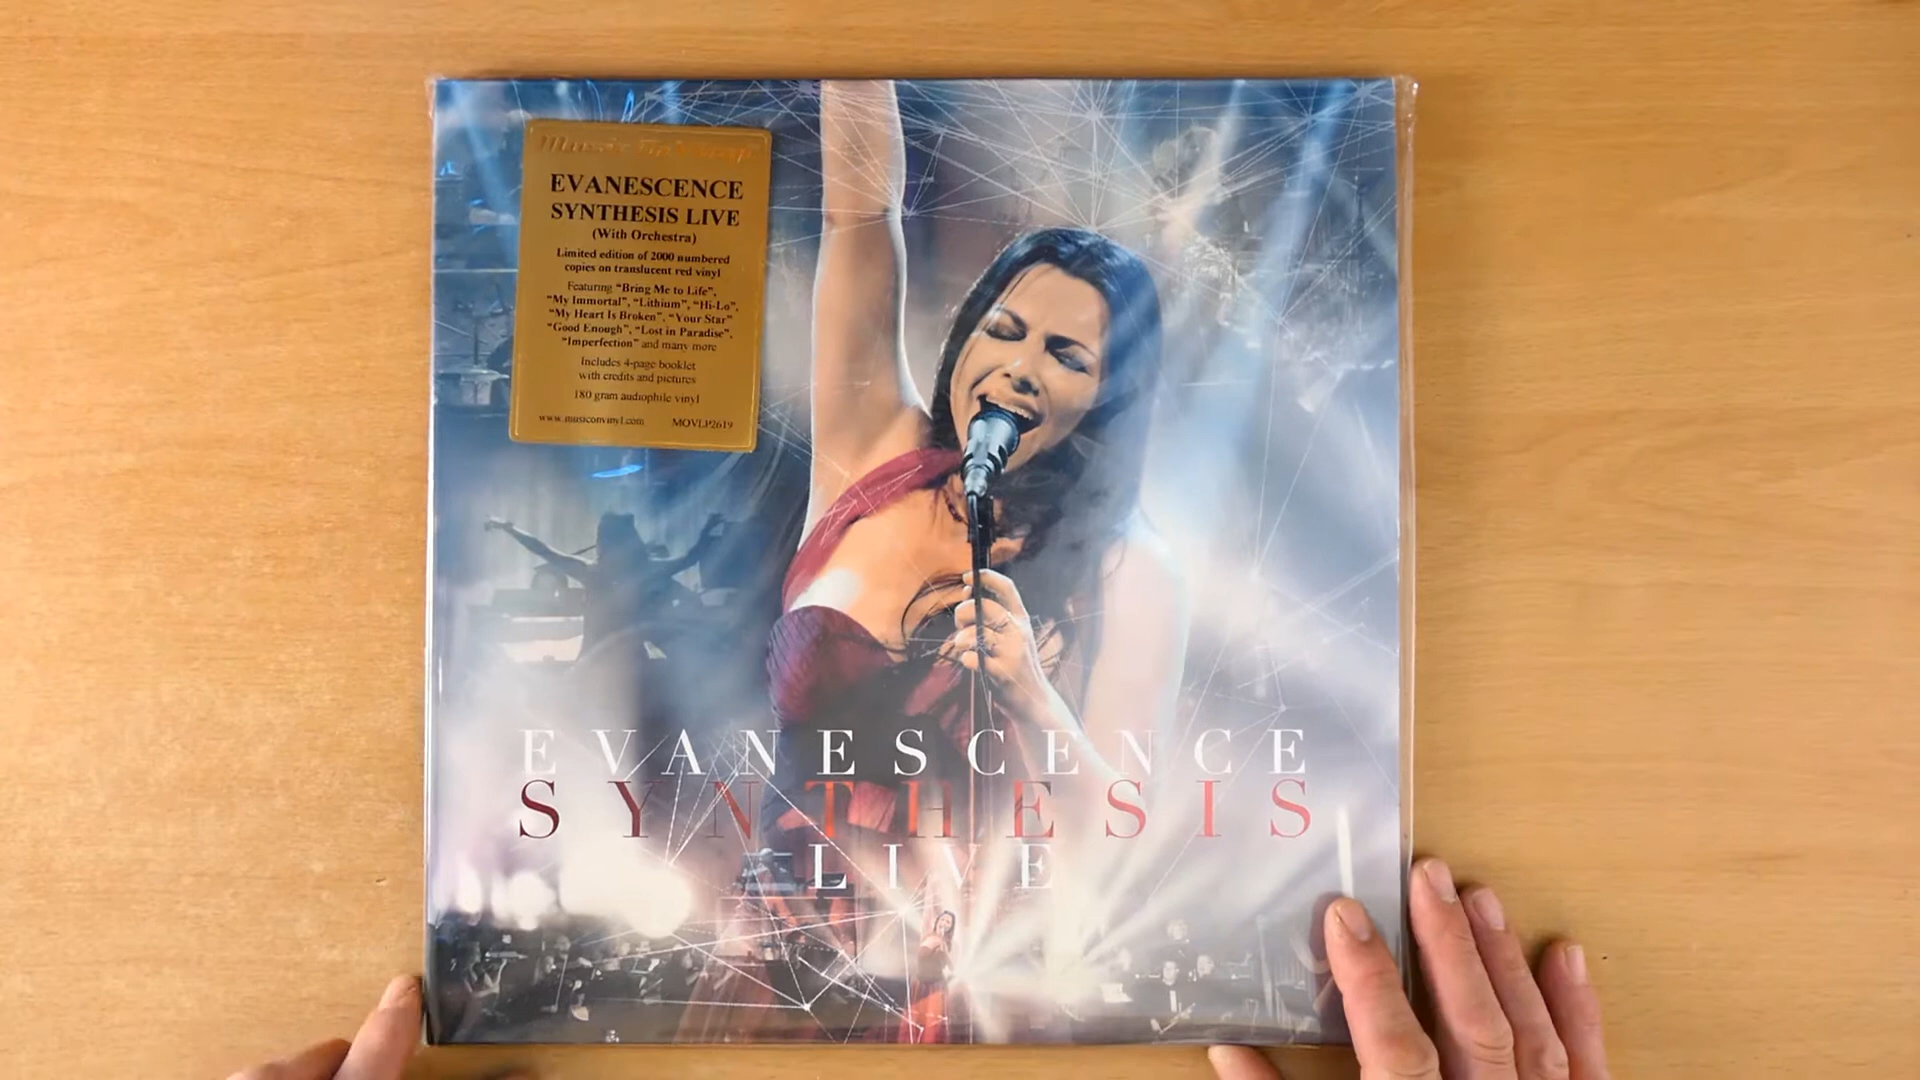 Music On Vinyl
EVANESCENCE
SYNTHESIS LIVE
(With Orchestra)
Limited edition of 2000 numbered
copies on translucent red vinyl
Featuring “Bring Me to Life”,
“My Immortal”, “Lithium”, “Hi-Lo”,
“My Heart Is Broken”, “Your Star”
“Good Enough”, “Lost in Paradise”,
“Imperfection” and many more
Includes 4-page booklet
with credits and pictures
180 gram audiophile vinyl
www.musiconvinyl.com MOVLP2619
EVANESCENCE
SYNTHESIS
LIVE